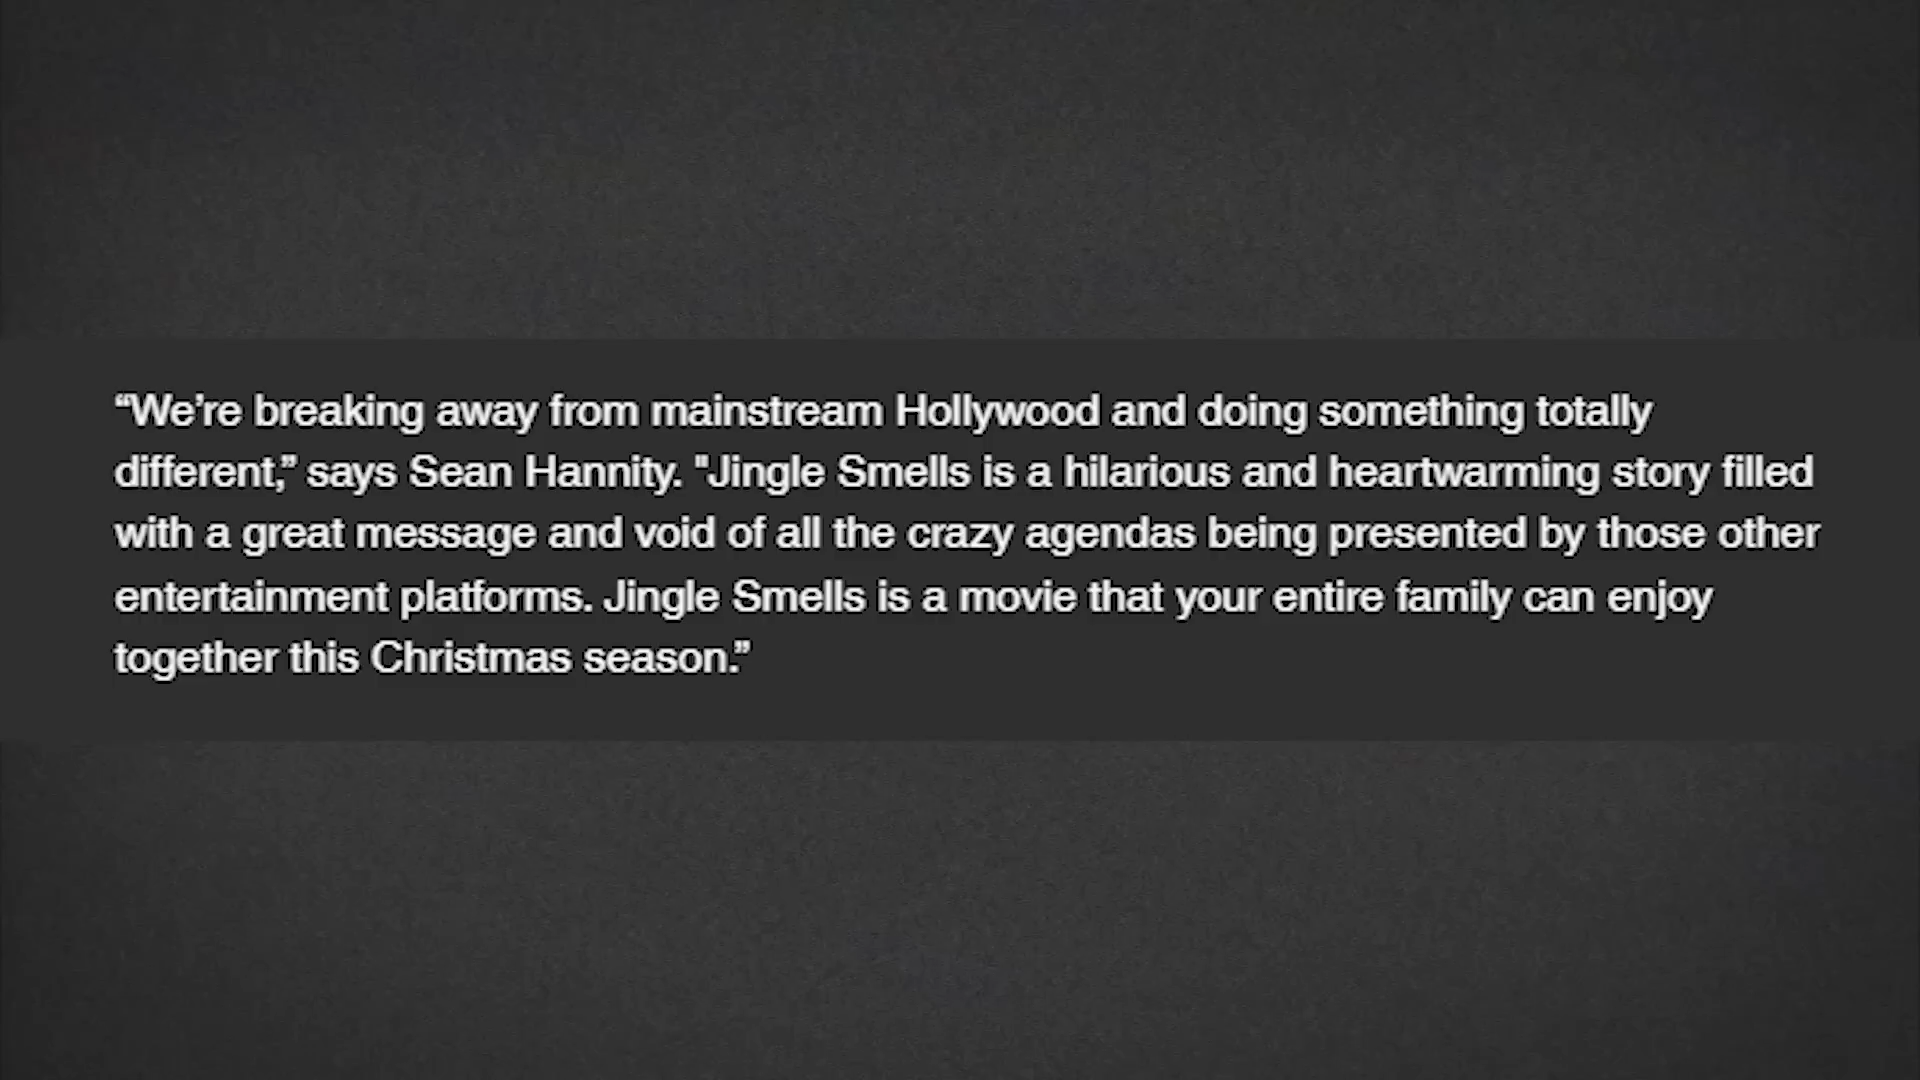 “We’re breaking away from mainstream Hollywood and doing something totally
different,” says Sean Hannity. "Jingle Smells is a hilarious and heartwarming story filled
with a great message and void of all the crazy agendas being presented by those other
entertainment platforms. Jingle Smells is a movie that your entire family can enjoy
together this Christmas season.”